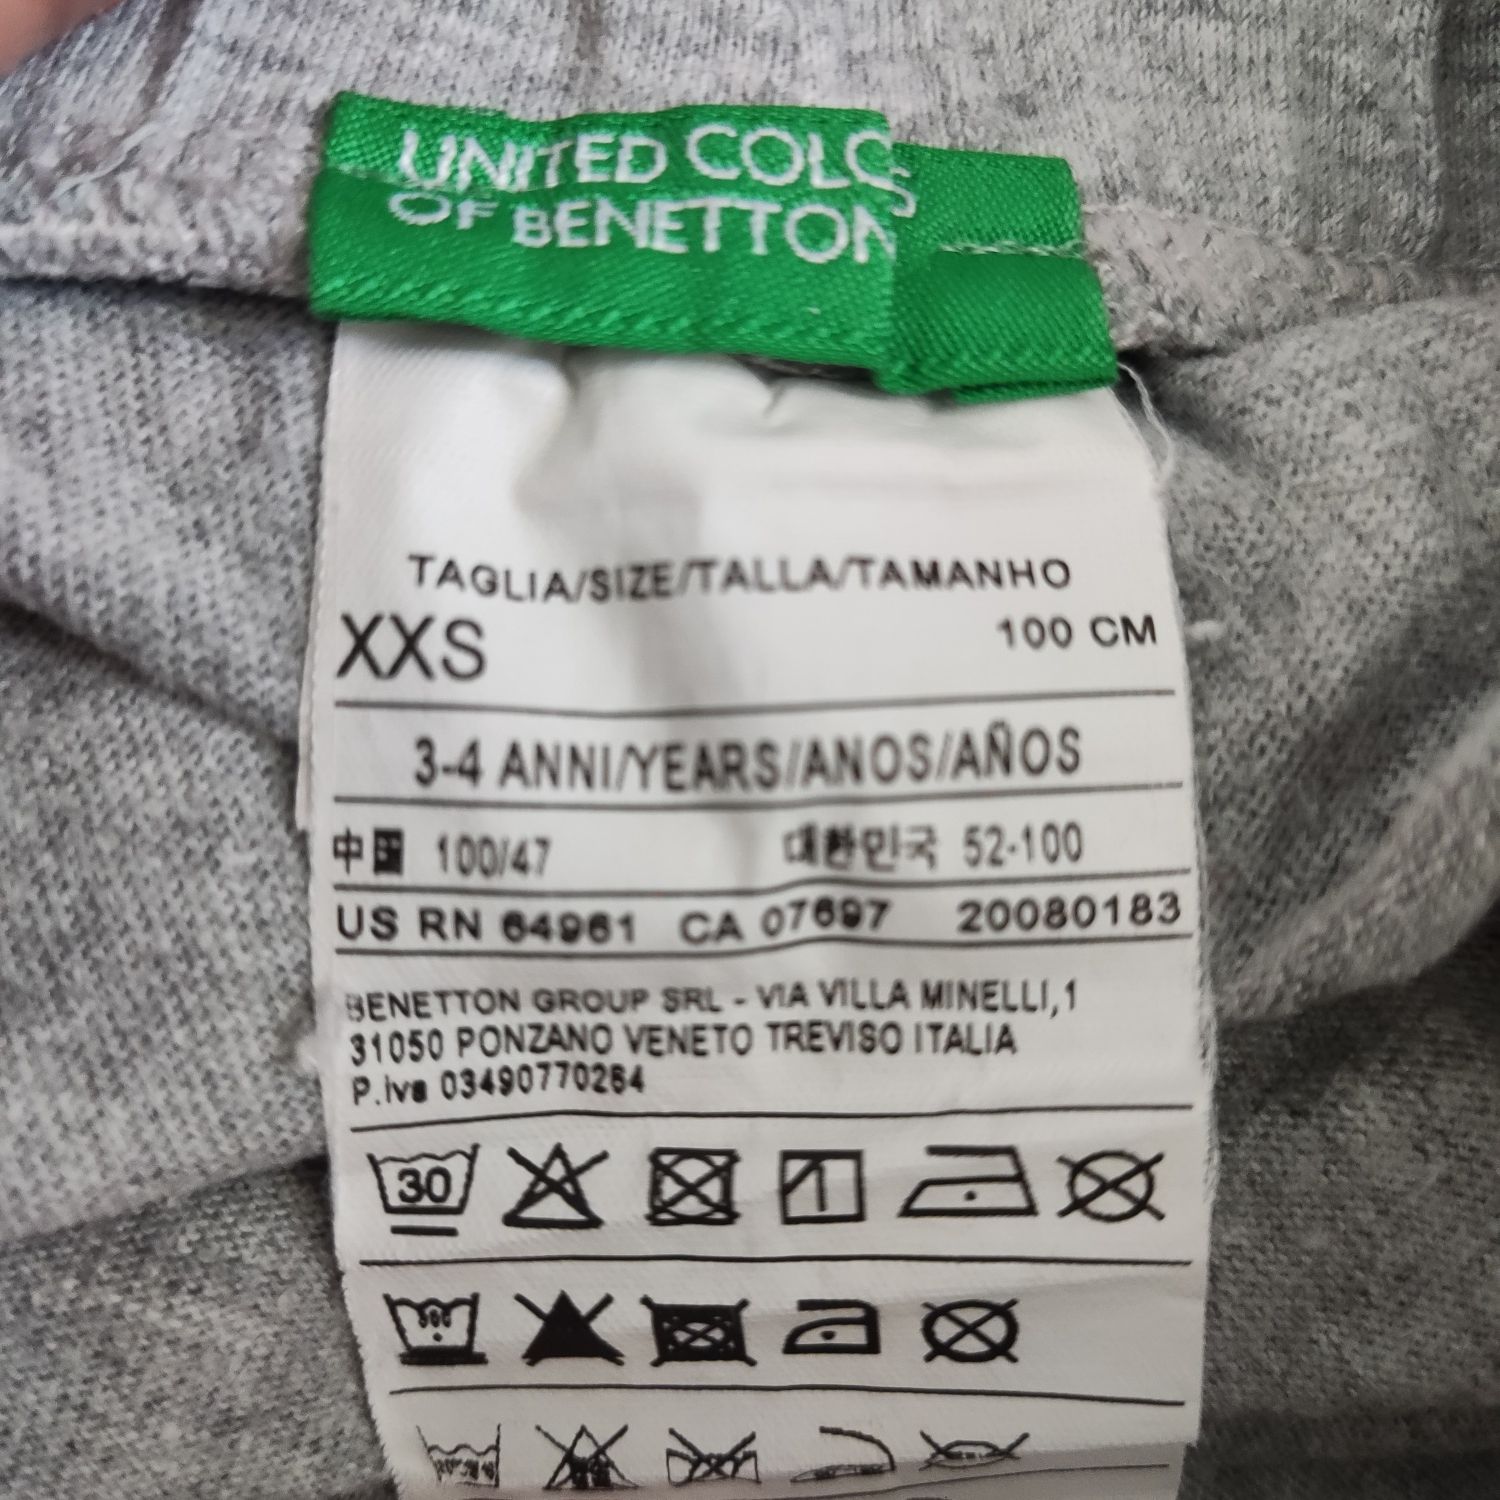 UNITED COLO S
OF BENETTON
TAGLIA/SIZE/TALLA/TAMANHO
XXS 100 CM
3-4 ANNI/YEARS/ANOS/AÑOS
中国 100/47 대한민국 52-100
US RN 64961 CA 07697 20080183
BENETTON GROUP SRL - VIA VILLA MINELLI,1
31050 PONZANO VENETO TREVISO ITALIA
P.iva 03490770264
30